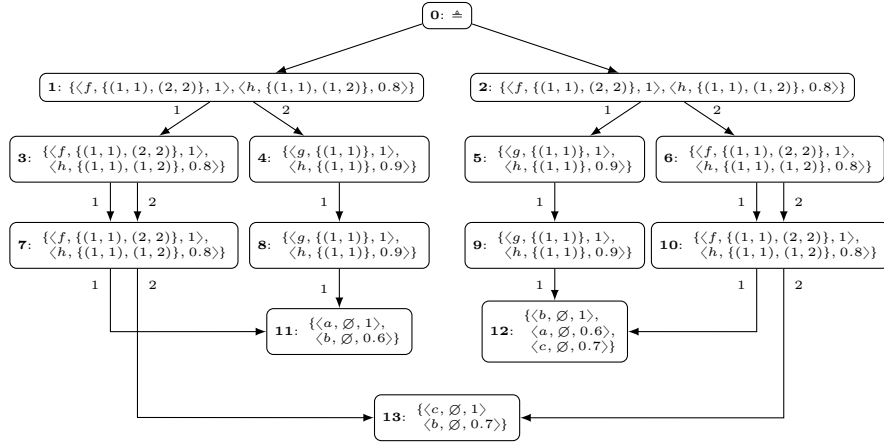 0: ≜
1: {⟨f, {(1, 1), (2, 2)}, 1⟩, ⟨h, {(1, 1), (1, 2)}, 0.8⟩}
2: {⟨f, {(1, 1), (2, 2)}, 1⟩, ⟨h, {(1, 1), (1, 2)}, 0.8⟩}
1
2
1
2
3: {⟨f, {(1, 1), (2, 2)}, 1⟩,
⟨h, {(1, 1), (1, 2)}, 0.8⟩}
4: {⟨g, {(1, 1)}, 1⟩,
⟨h, {(1, 1)}, 0.9⟩}
5: {⟨g, {(1, 1)}, 1⟩,
⟨h, {(1, 1)}, 0.9⟩}
6: {⟨f, {(1, 1), (2, 2)}, 1⟩,
⟨h, {(1, 1), (1, 2)}, 0.8⟩}
1
2
1
1
1
2
7: {⟨f, {(1, 1), (2, 2)}, 1⟩,
⟨h, {(1, 1), (1, 2)}, 0.8⟩}
8: {⟨g, {(1, 1)}, 1⟩,
⟨h, {(1, 1)}, 0.9⟩}
9: {⟨g, {(1, 1)}, 1⟩,
⟨h, {(1, 1)}, 0.9⟩}
10: {⟨f, {(1, 1), (2, 2)}, 1⟩,
⟨h, {(1, 1), (1, 2)}, 0.8⟩}
1
2
1
1
1
2
11: {⟨a, ∅, 1⟩,
⟨b, ∅, 0.6⟩}
12: {⟨b, ∅, 1⟩,
⟨a, ∅, 0.6⟩,
⟨c, ∅, 0.7⟩}
13: {⟨c, ∅, 1⟩
⟨b, ∅, 0.7⟩}